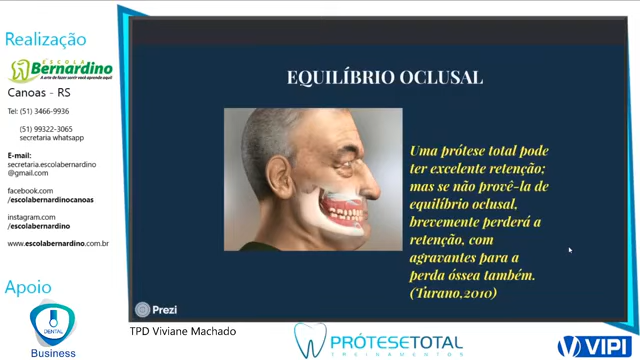 Realização
ESCOLA
Bernardino
A arte de fazer sorrir você aprende aqui!
Canoas - RS
Tel: (51) 3466-9936
(51) 99322-3065
secretaria whatsapp
E-mail:
secretaria.escolabernardino
@gmail.com
facebook.com
/escolabernardinocanoas
instagram.com
/escolabernardino
www.escolabernardino.com.br
Apoio
DENTAL
Business
EQUILÍBRIO OCLUSAL
Uma prótese total pode
ter excelente retenção;
mas se não provê-la de
equilíbrio oclusal,
brevemente perderá a
retenção, com
agravantes para a
perda óssea também.
(Turano,2010)
Prezi
TPD Viviane Machado
PRÓTESETOTAL
TREINAMENTOS
VIPI